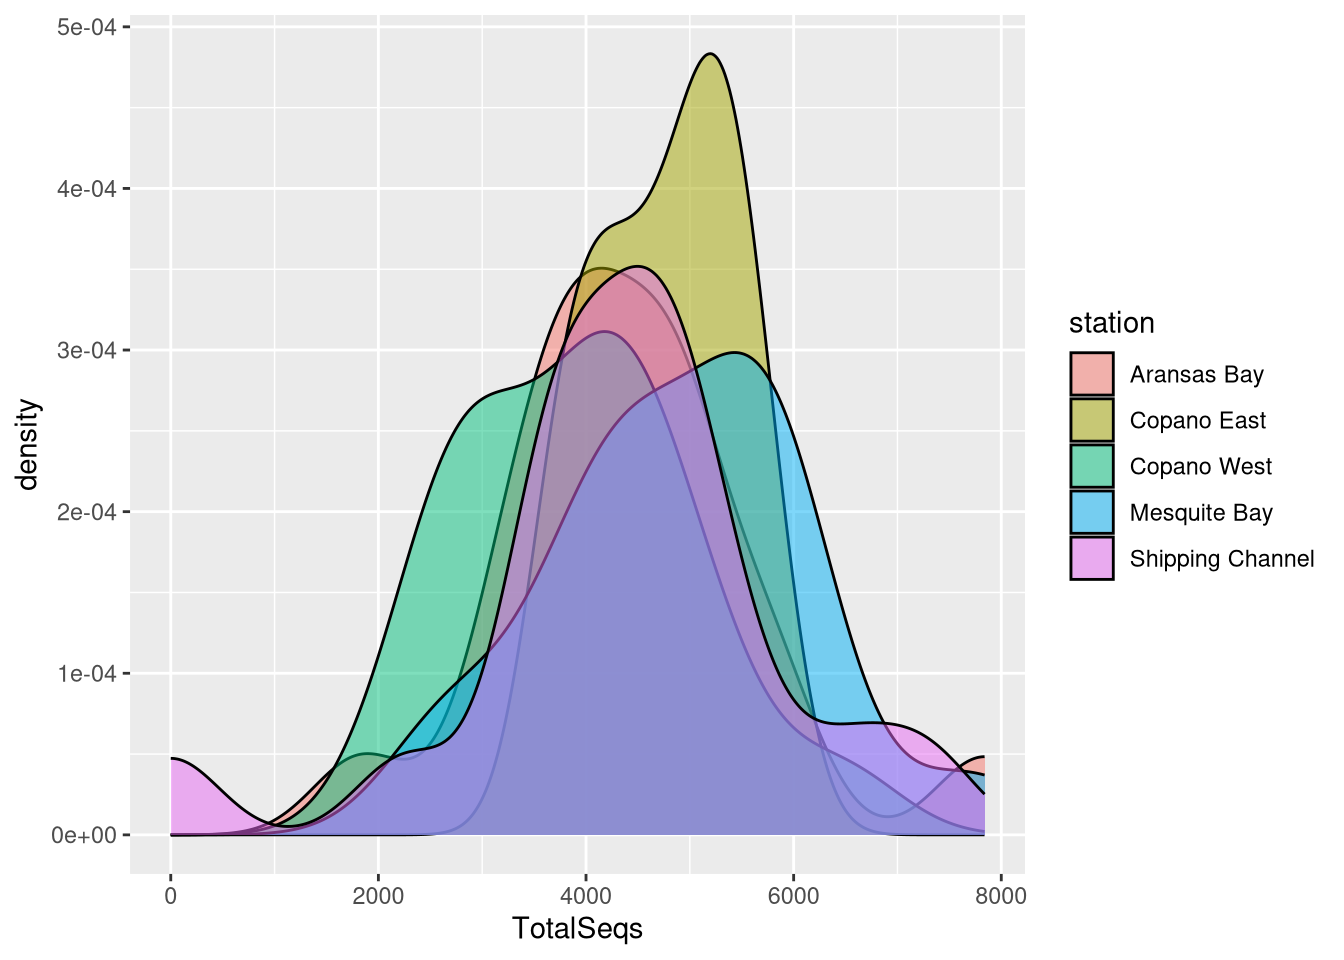 5e-04
4e-04
3e-04
2e-04
1e-04
0e+00
density
0
2000
4000
6000
8000
TotalSeqs
station
Aransas Bay
Copano East
Copano West
Mesquite Bay
Shipping Channel